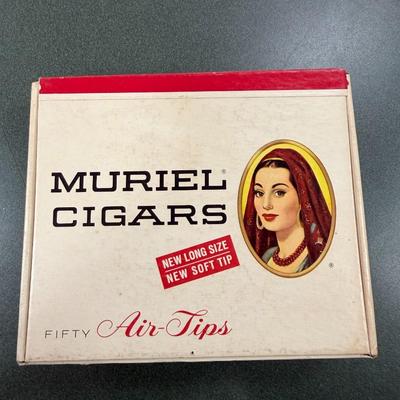 MURIEL®
CIGARS
NEW LONG SIZE
NEW SOFT TIP
®
FIFTY Air-Tips